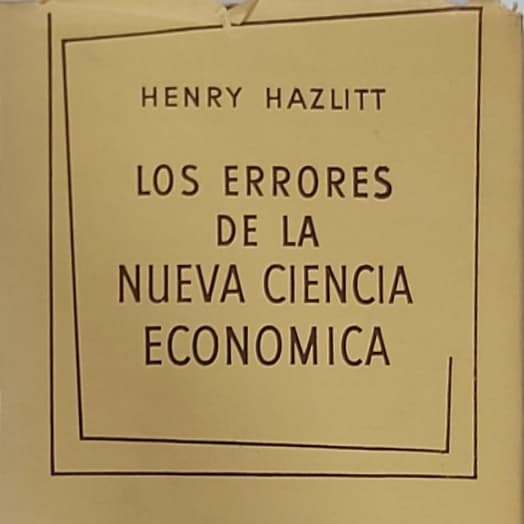 HENRY HAZLITT
LOS ERRORES
DE LA
NUEVA CIENCIA
ECONOMICA